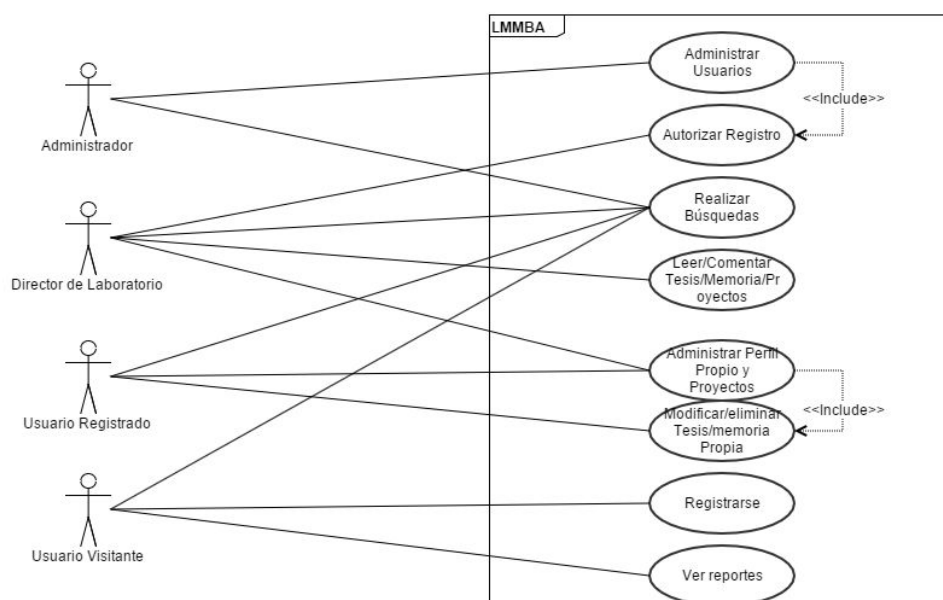 LMMBA
Administrar
Usuarios
<<Include>>
Administrador
Autorizar Registro
Realizar
Búsquedas
Director de Laboratorio
Leer/Comentar
Tesis/Memoria/Pr
oyectos
Administrar Perfil
Propio y
Proyectos
<<Include>>
Usuario Registrado
Modificar/eliminar
Tesis/memoria
Propia
Registrarse
Usuario Visitante
Ver reportes